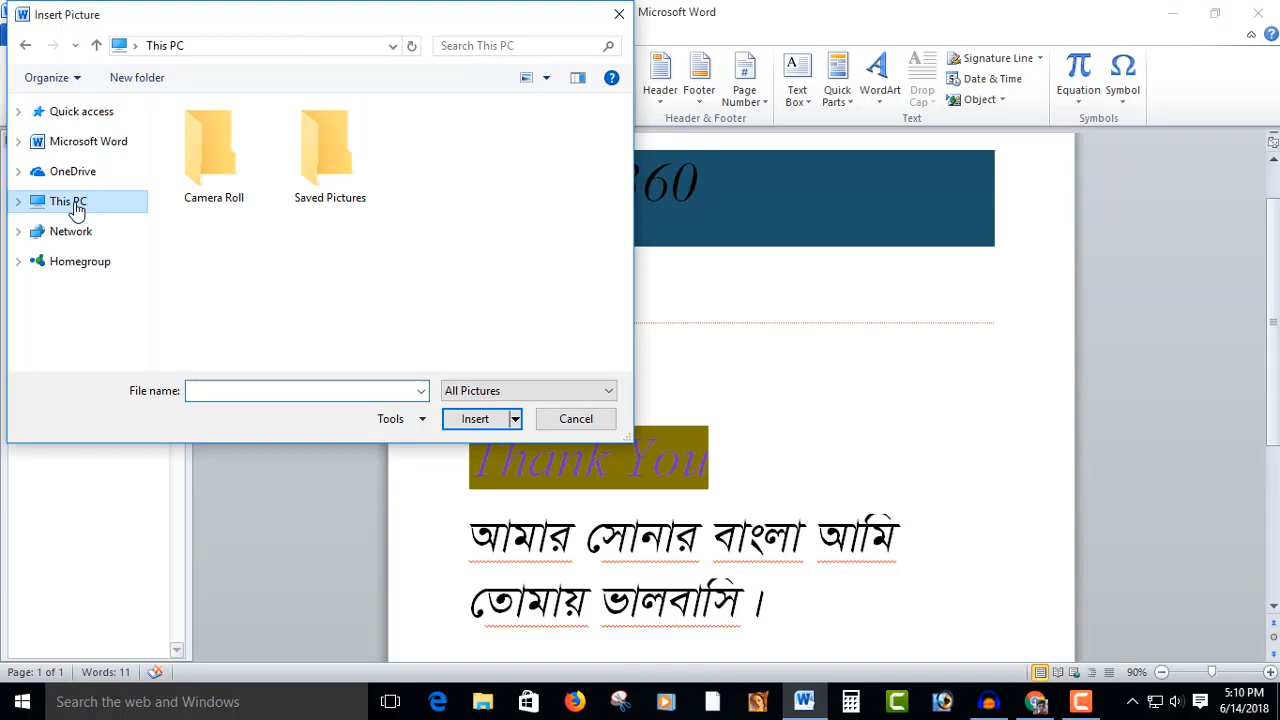 Insert Picture
Microsoft Word
This PC
Search This PC
Organize
New folder
Quick access
Microsoft Word
OneDrive
This PC
Network
Homegroup
Camera Roll
Saved Pictures
File name:
All Pictures
Tools
Insert
Cancel
Header
Footer
Page Number
Header & Footer
Text Box
Quick Parts
WordArt
Drop Cap
Signature Line
Date & Time
Object
Text
Equation
Symbol
Symbols
360
Thank You
আমার সোনার বাংলা আমি
তোমায় ভালবাসি।
Page: 1 of 1
Words: 11
90%
Search the web and Windows
5:10 PM
6/14/2018